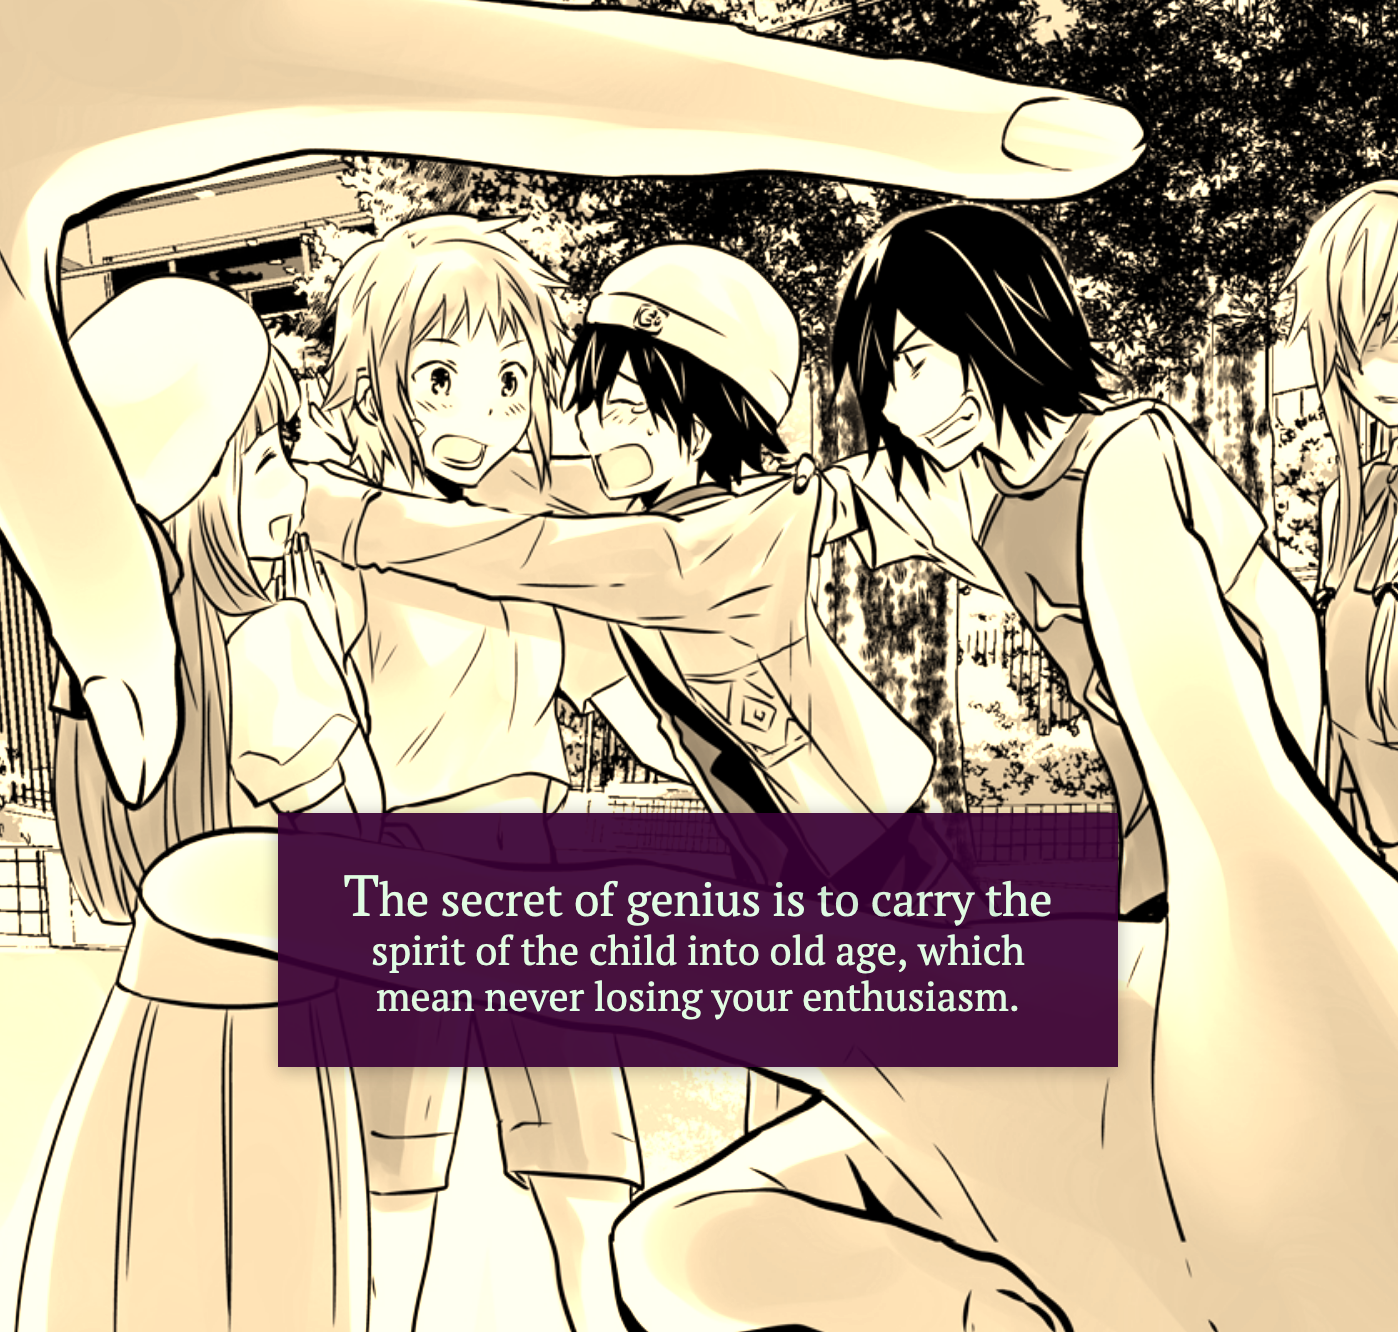 The secret of genius is to carry the
spirit of the child into old age, which
mean never losing your enthusiasm.